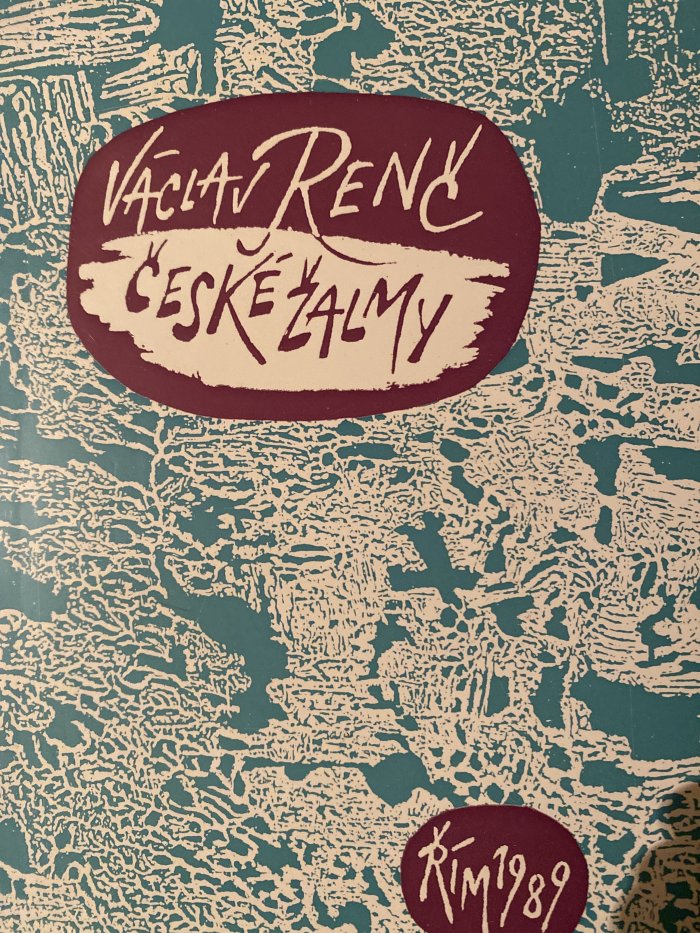 Václav Renč
České žalmy
Řím 1989